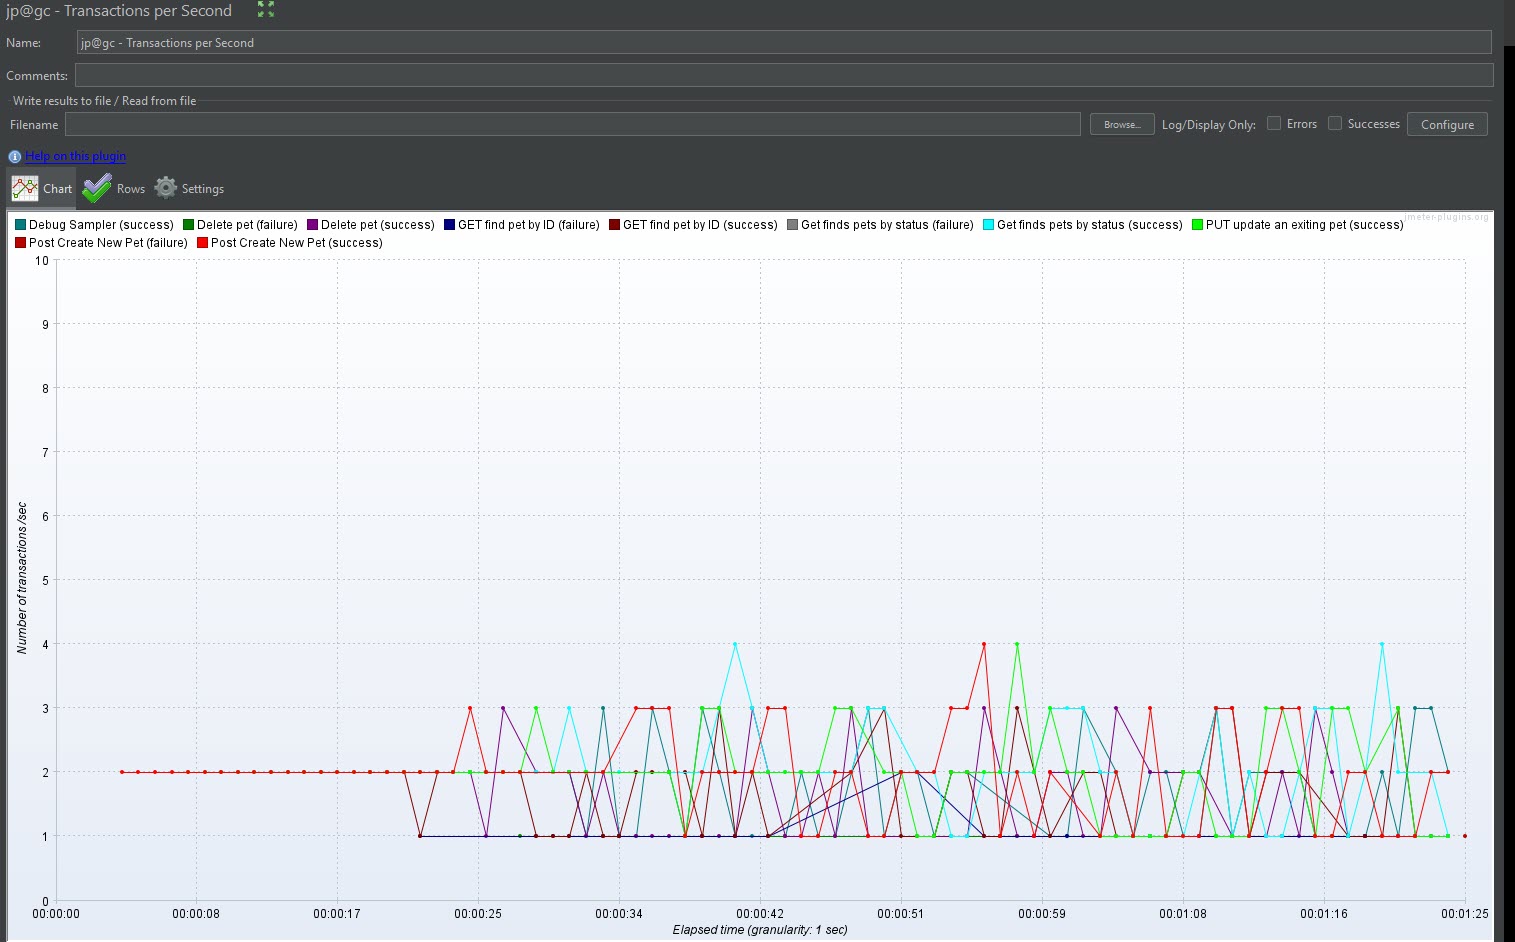 jp@gc - Transactions per Second
Name: jp@gc - Transactions per Second
Comments:
Write results to file / Read from file
Filename Browse... Log/Display Only: Errors Successes Configure
Help on this plugin
Chart Rows Settings
jmeter-plugins.org
Debug Sampler (success) Delete pet (failure) Delete pet (success) GET find pet by ID (failure) GET find pet by ID (success) Get finds pets by status (failure) Get finds pets by status (success) PUT update an exiting pet (success)
Post Create New Pet (failure) Post Create New Pet (success)
10
9
8
7
6
5
4
3
2
1
0
Number of transactions /sec
00:00:00 00:00:08 00:00:17 00:00:25 00:00:34 00:00:42 00:00:51 00:00:59 00:01:08 00:01:16 00:01:25
Elapsed time (granularity: 1 sec)